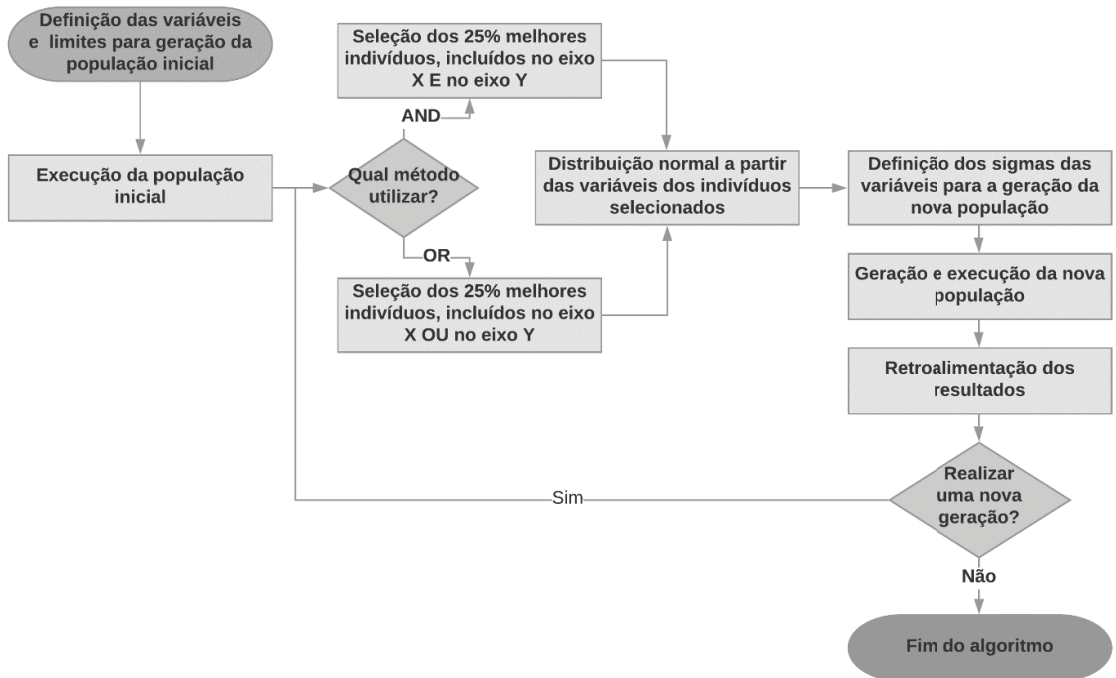 Definição das variáveis
e limites para geração da
população inicial
Execução da população
inicial
Qual método
utilizar?
AND
Seleção dos 25% melhores
indivíduos, incluídos no eixo
X E no eixo Y
OR
Seleção dos 25% melhores
indivíduos, incluídos no eixo
X OU no eixo Y
Distribuição normal a partir
das variáveis dos indivíduos
selecionados
Definição dos sigmas das
variáveis para a geração da
nova população
Geração e execução da nova
população
Retroalimentação dos
resultados
Realizar
uma nova
geração?
Sim
Não
Fim do algoritmo